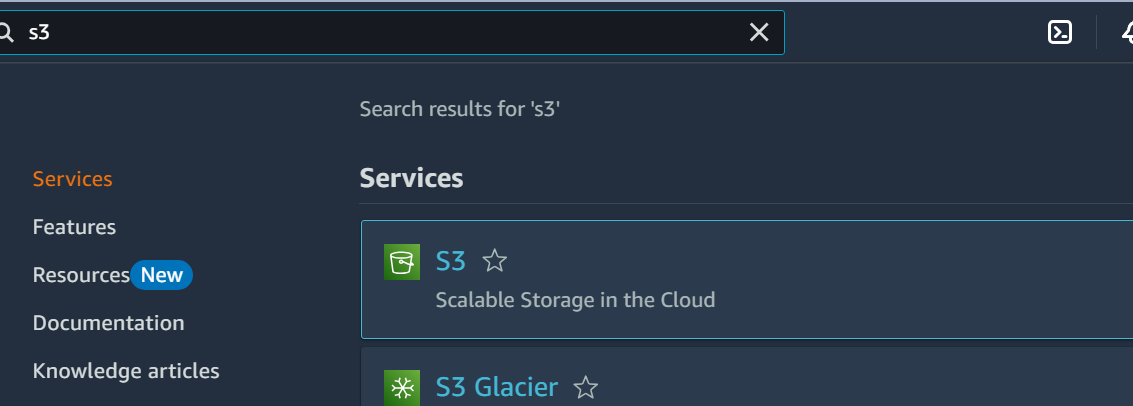 s3
Search results for 's3'
Services
Features
Resources New
Documentation
Knowledge articles
Services
S3
Scalable Storage in the Cloud
S3 Glacier